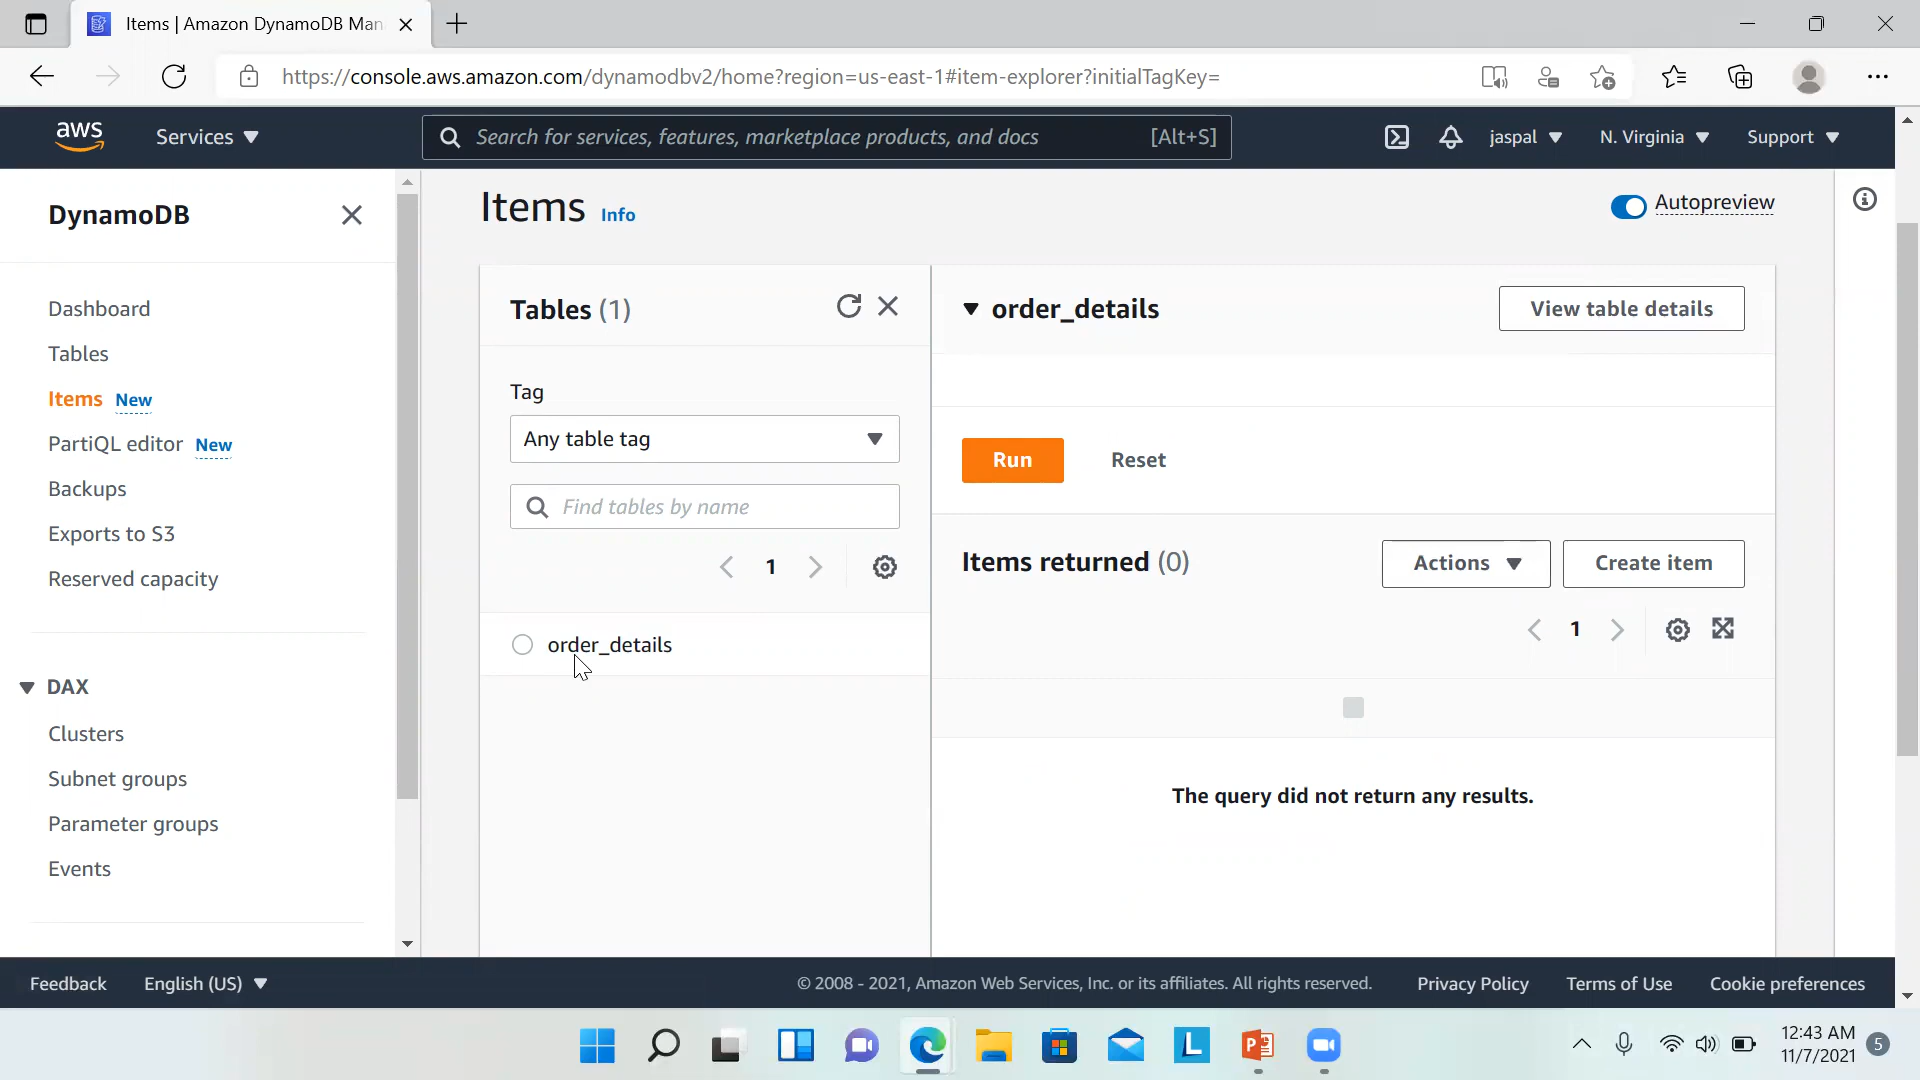 Items | Amazon DynamoDB Man
https://console.aws.amazon.com/dynamodbv2/home?region=us-east-1#item-explorer?initialTagKey=
aws
Services
Search for services, features, marketplace products, and docs
[Alt+S]
jaspal
N. Virginia
Support
DynamoDB
Dashboard
Tables
Items New
PartiQL editor New
Backups
Exports to S3
Reserved capacity
DAX
Clusters
Subnet groups
Parameter groups
Events
Items Info
Autopreview
Tables (1)
Tag
Any table tag
Find tables by name
1
order_details
order_details
View table details
Run
Reset
Items returned (0)
Actions
Create item
1
The query did not return any results.
Feedback
English (US)
© 2008 - 2021, Amazon Web Services, Inc. or its affiliates. All rights reserved.
Privacy Policy
Terms of Use
Cookie preferences
12:43 AM
11/7/2021
5